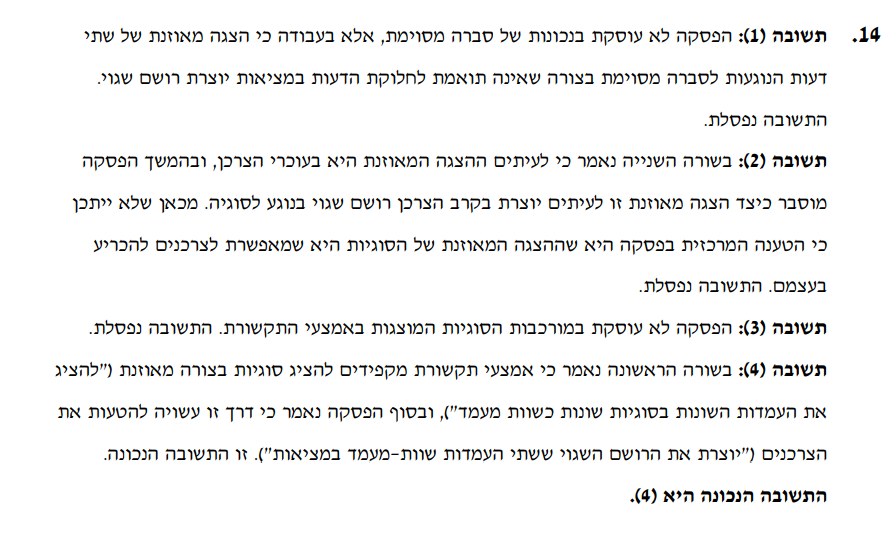 14. תשובה (1): הפסקה לא עוסקת בנכונות של סברה מסוימת, אלא בעבודה כי הצגה מאוזנת של שתי
דעות הנוגעות לסברה מסוימת בצורה שאינה תואמת לחלוקת הדעות במציאות יוצרת רושם שגוי.
התשובה נפסלת.
תשובה (2): בשורה השנייה נאמר כי לעיתים ההצגה המאוזנת היא בעוכרי הצרכן, ובהמשך הפסקה
מוסבר כיצד הצגה מאוזנת זו לעיתים יוצרת בקרב הצרכן רושם שגוי בנוגע לסוגיה. מכאן שלא ייתכן
כי הטענה המרכזית בפסקה היא שההצגה המאוזנת של הסוגיות היא שמאפשרת לצרכנים להכריע
בעצמם. התשובה נפסלת.
תשובה (3): הפסקה לא עוסקת במורכבות הסוגיות המוצגות באמצעי התקשורת. התשובה נפסלת.
תשובה (4): בשורה הראשונה נאמר כי אמצעי תקשורת מקפידים להציג סוגיות בצורה מאוזנת ("להציג
את העמדות השונות בסוגיות שונות כשוות מעמד"), ובסוף הפסקה נאמר כי דרך זו עשויה להטעות את
הצרכנים ("יוצרת את הרושם השגוי ששתי העמדות שוות-מעמד במציאות"). זו התשובה הנכונה.
התשובה הנכונה היא (4).